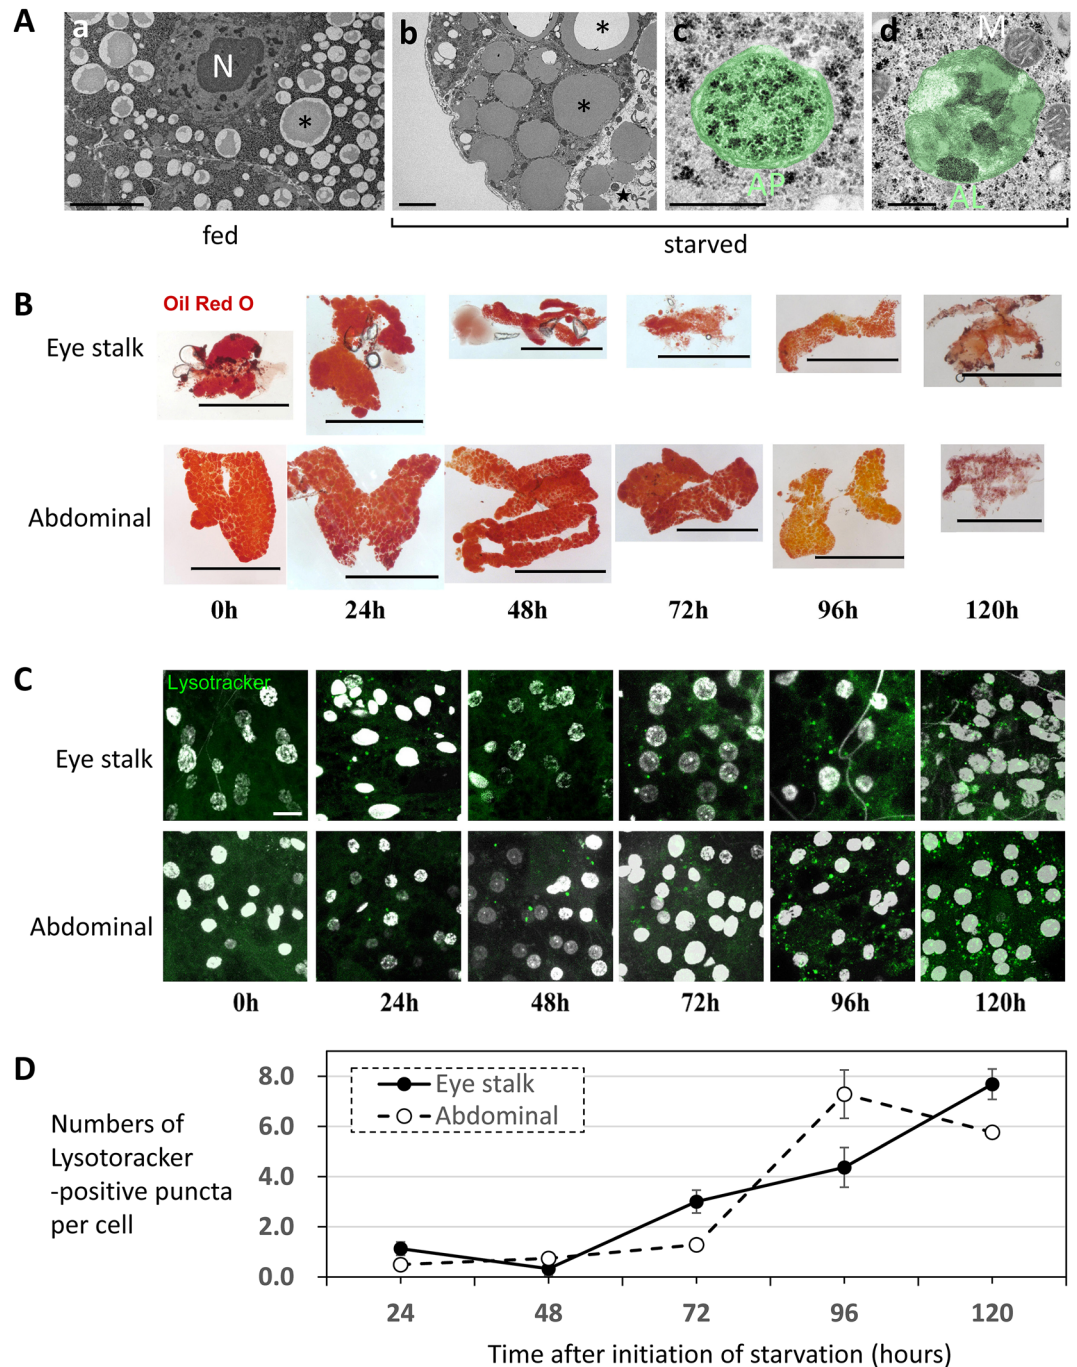 A
a
N
*
b
*
*
★
c
AP
d
M
AL
fed
starved
B
Oil Red O
Eye stalk
Abdominal
0h
24h
48h
72h
96h
120h
C
Lysotracker
Eye stalk
Abdominal
0h
24h
48h
72h
96h
120h
D
Numbers of
Lysotoracker
-positive puncta
per cell
8.0
6.0
4.0
2.0
0.0
Eye stalk
Abdominal
24
48
72
96
120
Time after initiation of starvation (hours)